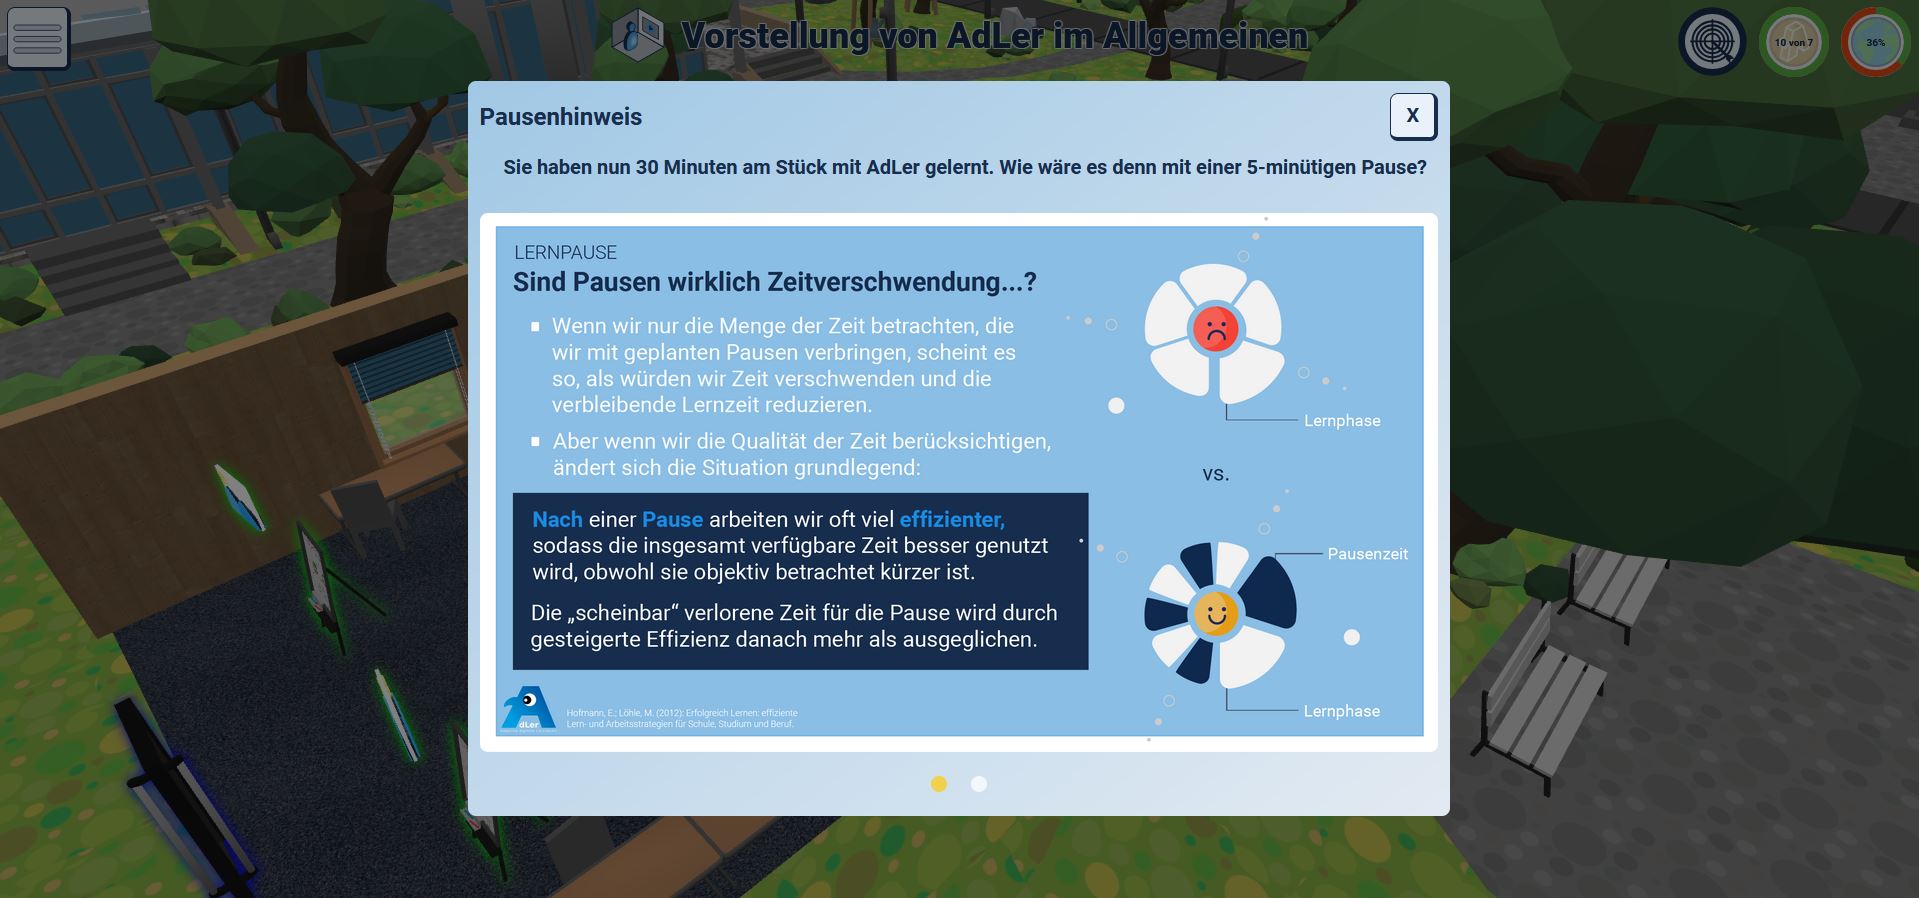 Vorstellung von AdLer im Allgemeinen
10 von 7
36%
Pausenhinweis
X
Sie haben nun 30 Minuten am Stück mit AdLer gelernt. Wie wäre es denn mit einer 5-minütigen Pause?
LERNPAUSE
Sind Pausen wirklich Zeitverschwendung...?
Wenn wir nur die Menge der Zeit betrachten, die
wir mit geplanten Pausen verbringen, scheint es
so, als würden wir Zeit verschwenden und die
verbleibende Lernzeit reduzieren.
Aber wenn wir die Qualität der Zeit berücksichtigen,
ändert sich die Situation grundlegend:
Nach einer Pause arbeiten wir oft viel effizienter,
sodass die insgesamt verfügbare Zeit besser genutzt
wird, obwohl sie objektiv betrachtet kürzer ist.
Die „scheinbar“ verlorene Zeit für die Pause wird durch
gesteigerte Effizienz danach mehr als ausgeglichen.
Lernphase
vs.
Pausenzeit
Lernphase
dLer
Hofmann, E.; Löhle, M. (2012): Erfolgreich Lernen: effiziente
Lern- und Arbeitsstrategien für Schule, Studium und Beruf.